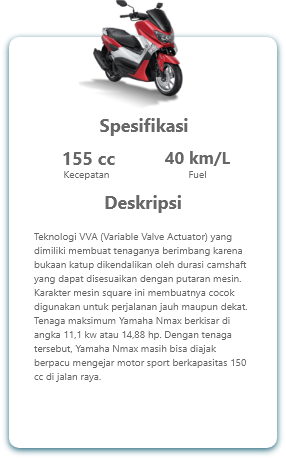 Spesifikasi
155 cc 40 km/L
Kecepatan Fuel
Deskripsi
Teknologi VVA (Variable Valve Actuator) yang
dimiliki membuat tenaganya berimbang karena
bukaan katup dikendalikan oleh durasi camshaft
yang dapat disesuaikan dengan putaran mesin.
Karakter mesin square ini membuatnya cocok
digunakan untuk perjalanan jauh maupun dekat.
Tenaga maksimum Yamaha Nmax berkisar di
angka 11,1 kw atau 14,88 hp. Dengan tenaga
tersebut, Yamaha Nmax masih bisa diajak
berpacu mengejar motor sport berkapasitas 150
cc di jalan raya.